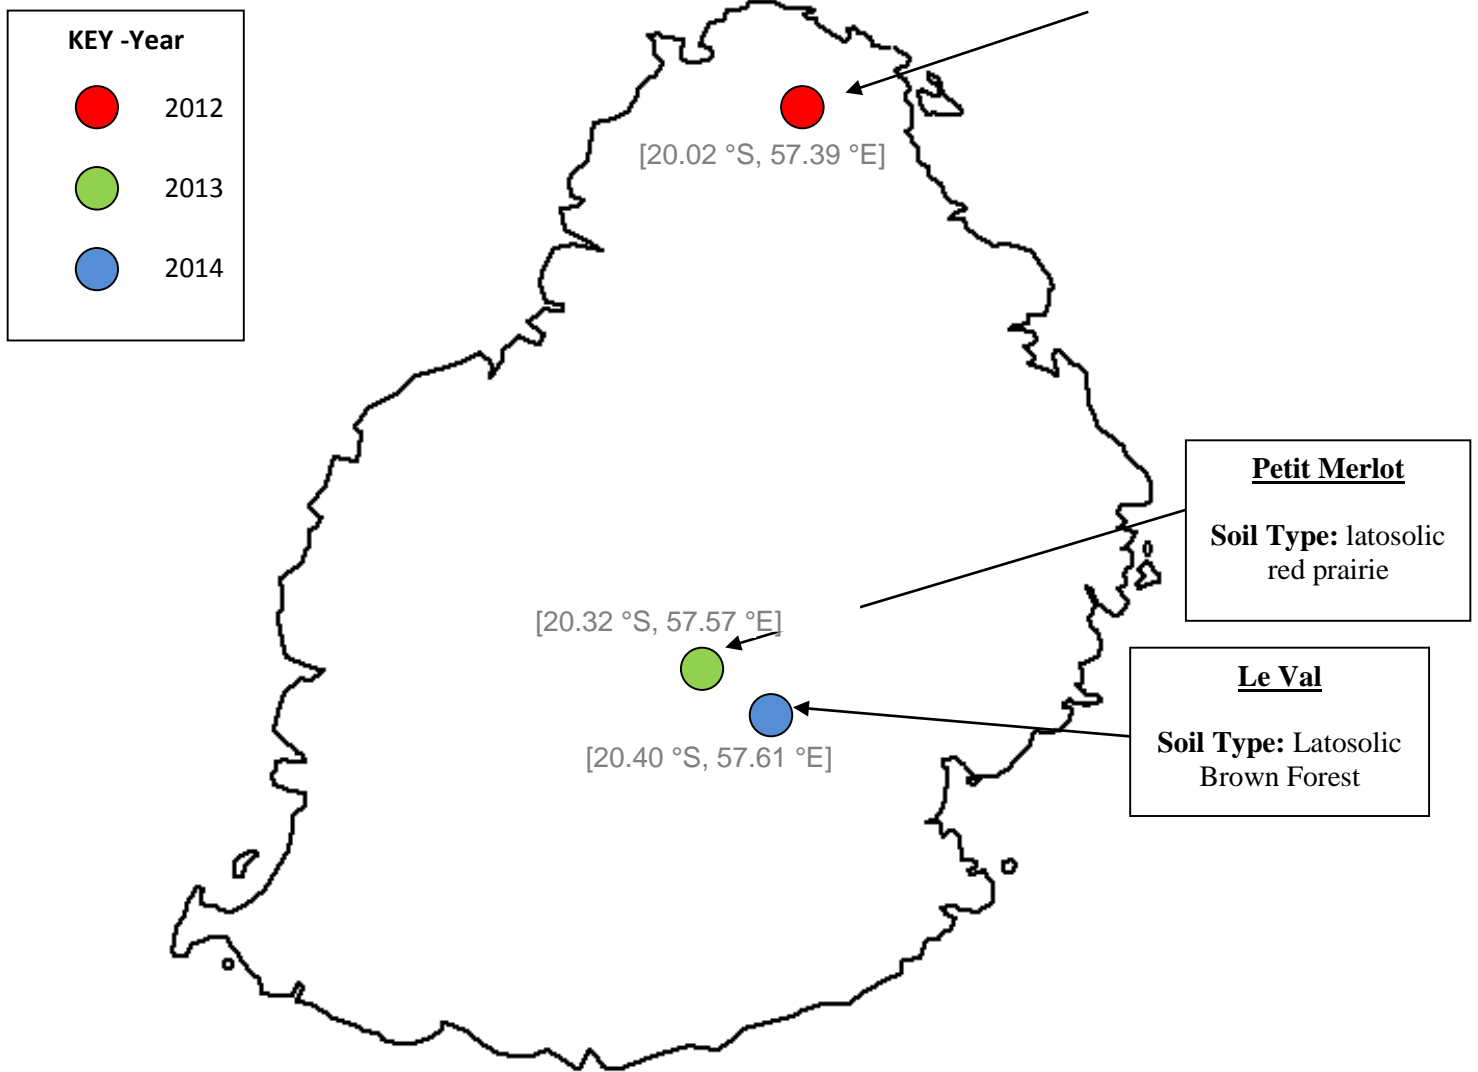 KEY -Year
2012
2013
2014
[20.02 °S, 57.39 °E]
Petit Merlot
Soil Type: latosolic
red prairie
[20.32 °S, 57.57 °E]
Le Val
Soil Type: Latosolic
Brown Forest
[20.40 °S, 57.61 °E]